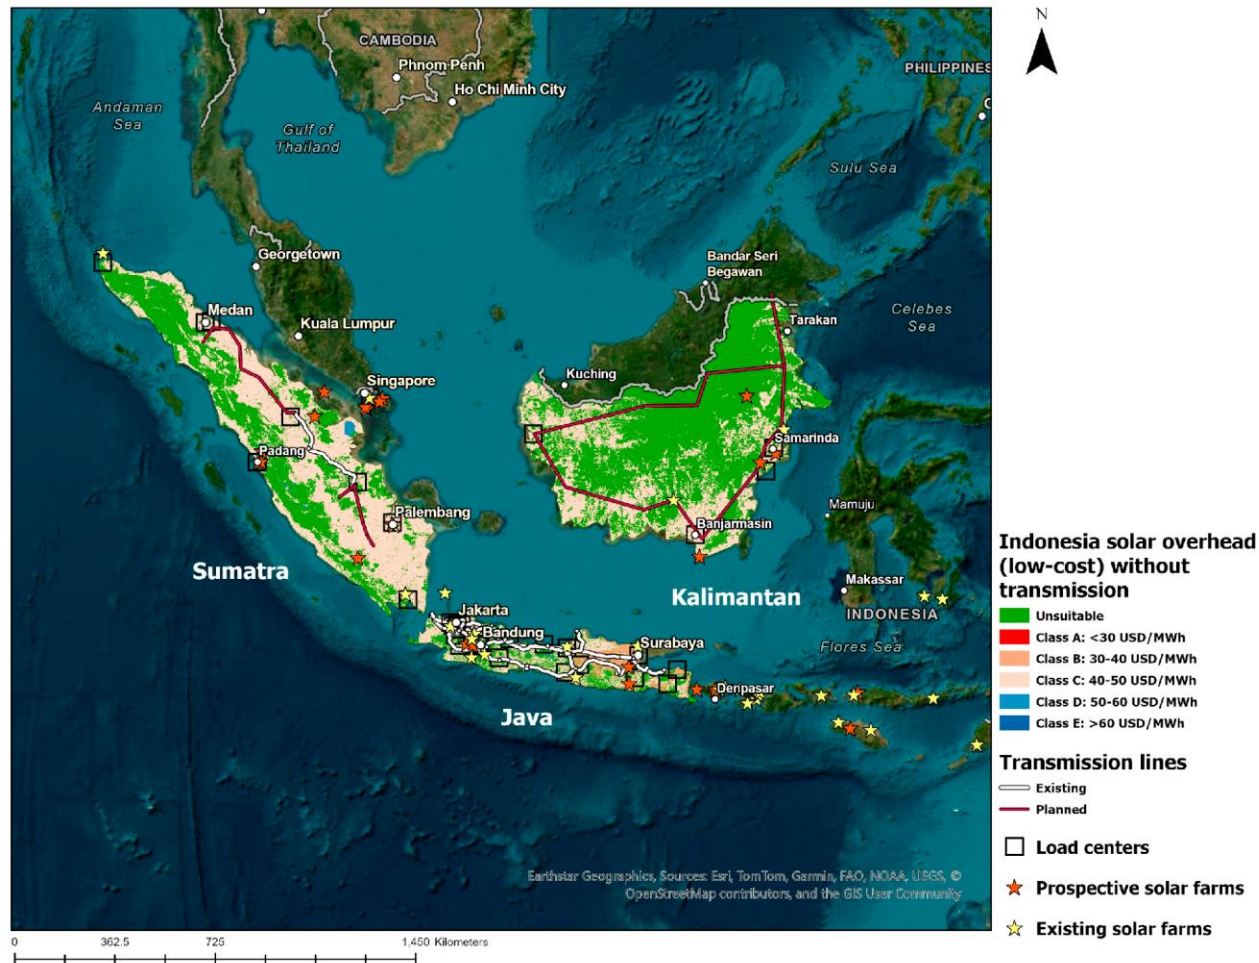 N
CAMBODIA
Phnom Penh
Ho Chi Minh City
PHILIPPINES
Andaman
Sea
Gulf of
Thailand
Sulu Sea
Georgetown
Bandar Seri
Begawan
Medan
Kuala Lumpur
Tarakan
Celebes
Sea
Singapore
Kuching
Padang
Samarinda
Palembang
Mamuju
Banjarmasin
Sumatra
Kalimantan
Makassar
INDONESIA
Jakarta
Bandung
Surabaya
Flores Sea
Denpasar
Java
Indonesia solar overhead
(low-cost) without
transmission
Unsuitable
Class A: <30 USD/MWh
Class B: 30-40 USD/MWh
Class C: 40-50 USD/MWh
Class D: 50-60 USD/MWh
Class E: >60 USD/MWh
Transmission lines
Existing
Planned
Load centers
Prospective solar farms
Existing solar farms
Earthstar Geographics, Sources: Esri, TomTom, Garmin, FAO, NOAA, USGS, ©
OpenStreetMap contributors, and the GIS User Community
0 362.5 725 1,450 Kilometers